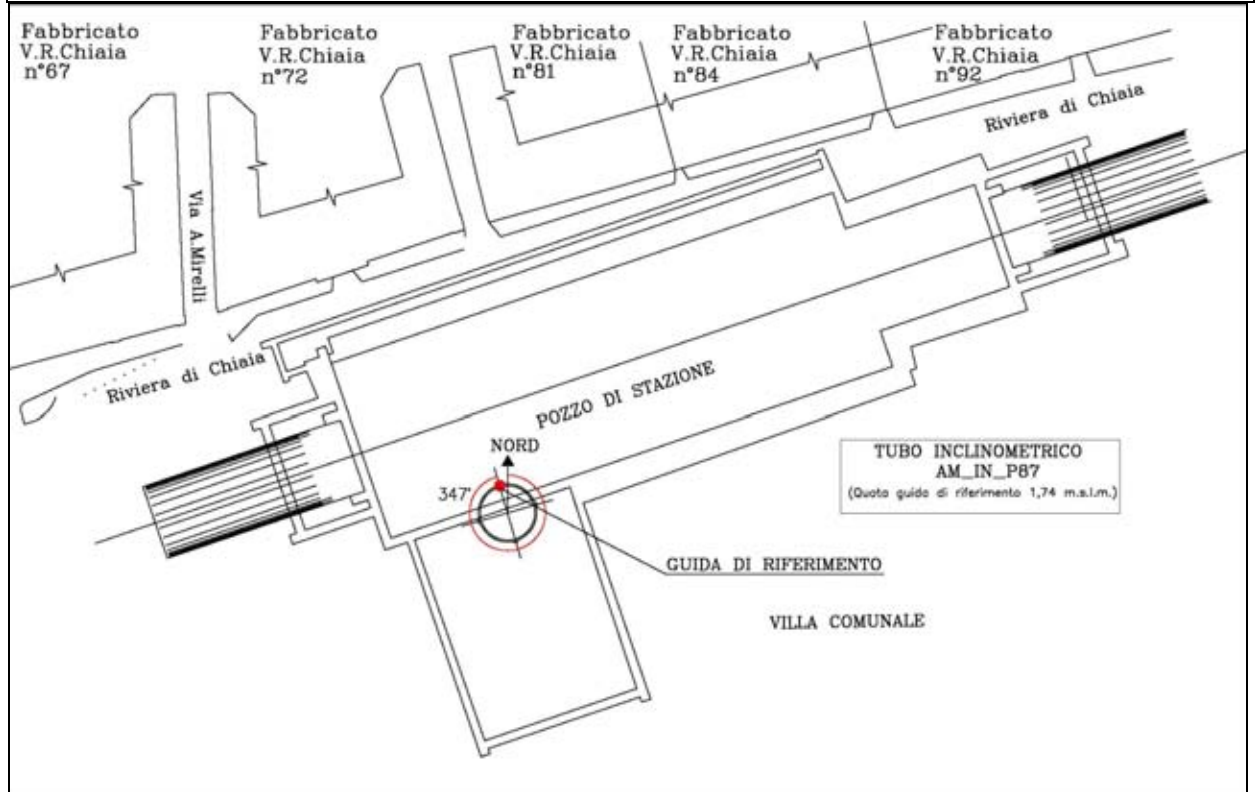 Fabbricato
V.R.Chiaia
n°67
Fabbricato
V.R.Chiaia
n°72
Fabbricato
V.R.Chiaia
n°81
Fabbricato
V.R.Chiaia
n°84
Fabbricato
V.R.Chiaia
n°92
Riviera di Chiaia
Via A.Mirelli
Riviera di Chiaia
POZZO DI STAZIONE
NORD
347°
TUBO INCLINOMETRICO
AM_IN_P87
(Quota guida di riferimento 1,74 m.s.l.m.)
GUIDA DI RIFERIMENTO
VILLA COMUNALE